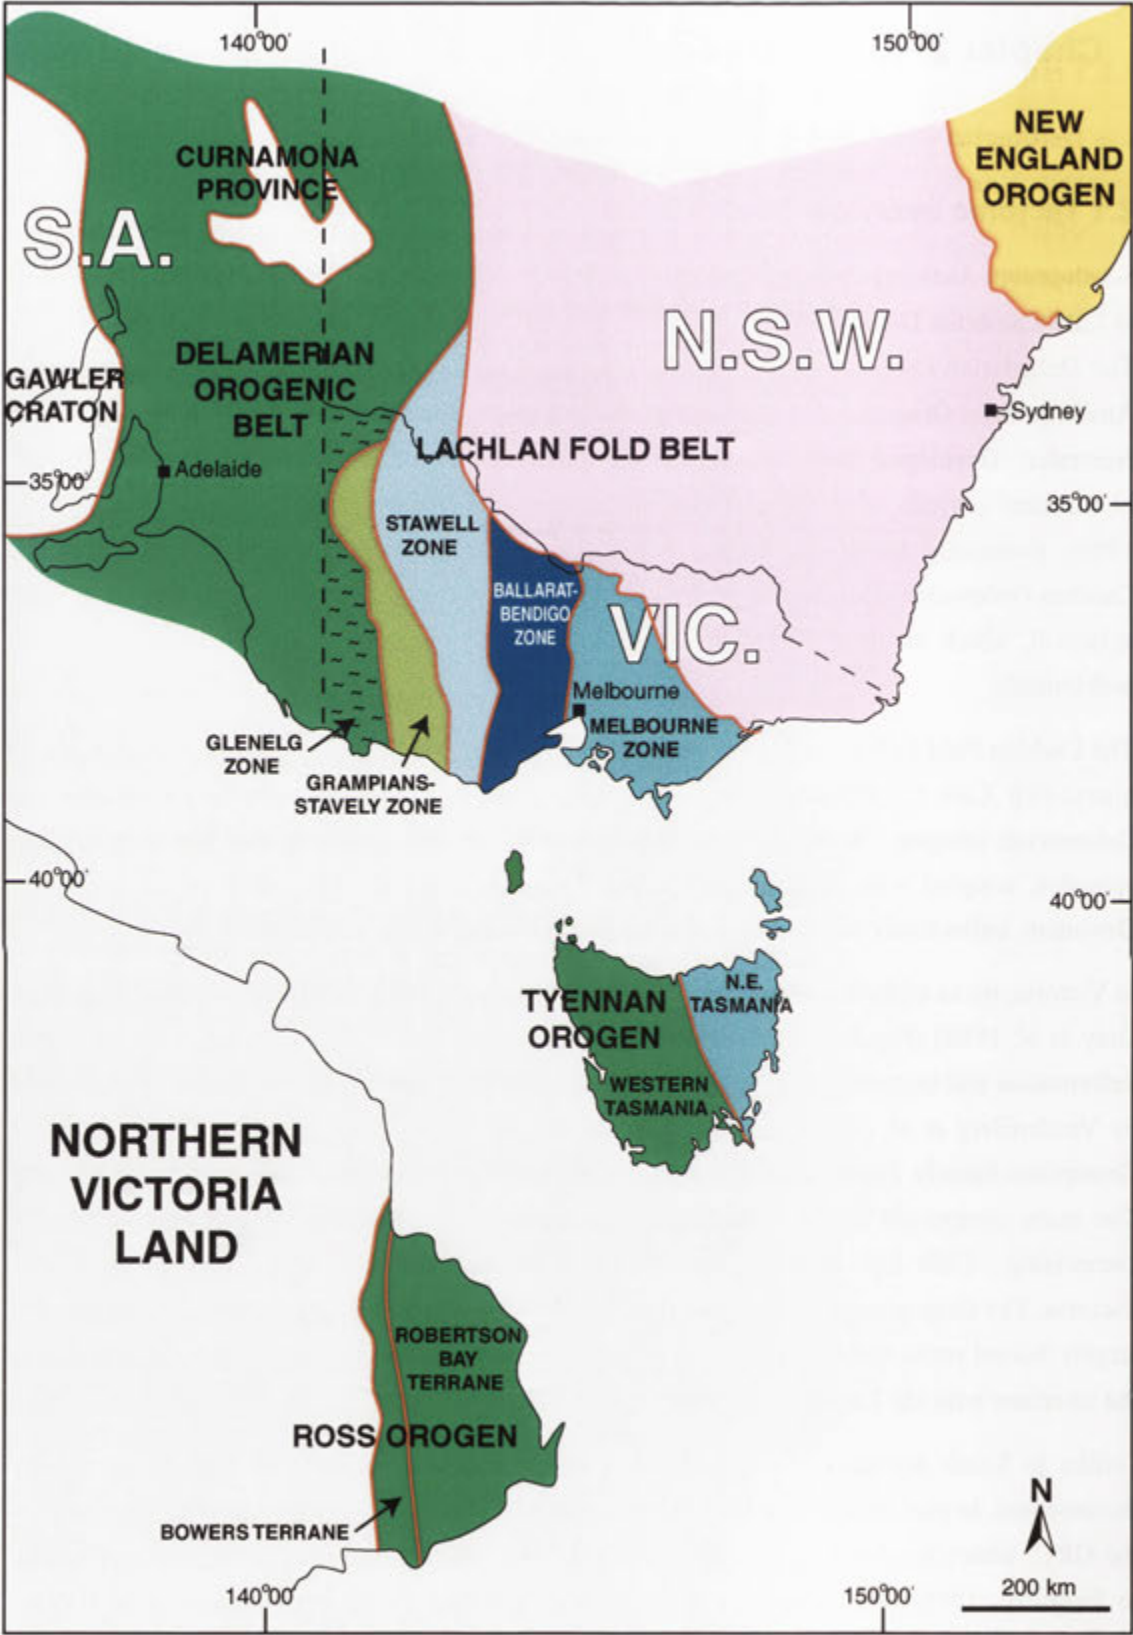 140°00'
150°00'
NEW
ENGLAND
OROGEN
CURNAMONA
PROVINCE
S.A.
N.S.W.
DELAMERIAN
OROGENIC
BELT
GAWLER
CRATON
Sydney
LACHLAN FOLD BELT
Adelaide
35°00'
35°00'
STAWELL
ZONE
BALLARAT-
BENDIGO
ZONE
VIC.
Melbourne
MELBOURNE
ZONE
GLENELG
ZONE
GRAMPIANS-
STAVELY ZONE
40°00'
40°00'
N.E.
TASMANIA
TYENNAN
OROGEN
WESTERN
TASMANIA
NORTHERN
VICTORIA
LAND
ROBERTSON
BAY
TERRANE
ROSS OROGEN
BOWERS TERRANE
N
200 km
140°00'
150°00'